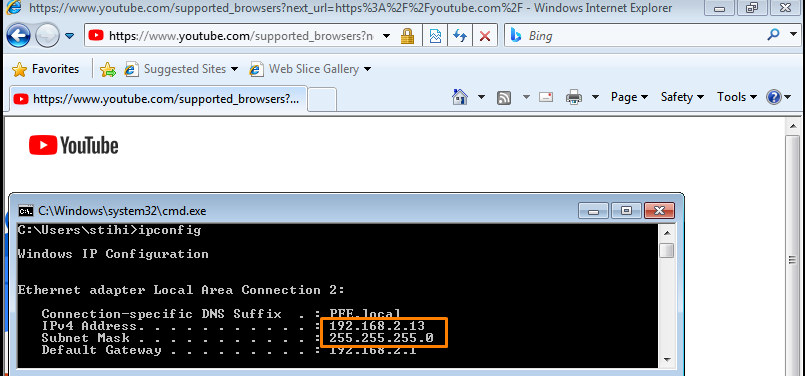 https://www.youtube.com/supported_browsers?next_url=https%3A%2F%2Fyoutube.com%2F - Windows Internet Explorer
https://www.youtube.com/supported_browsers?n
Bing
Favorites Suggested Sites Web Slice Gallery
https://www.youtube.com/supported_browsers?... Page Safety Tools
YouTube
C:\Windows\system32\cmd.exe
C:\Users\stihi>ipconfig
Windows IP Configuration
Ethernet adapter Local Area Connection 2:
Connection-specific DNS Suffix . : PFE.local
IPv4 Address. . . . . . . . . . . : 192.168.2.13
Subnet Mask . . . . . . . . . . . : 255.255.255.0
Default Gateway . . . . . . . . . : 192.168.2.1